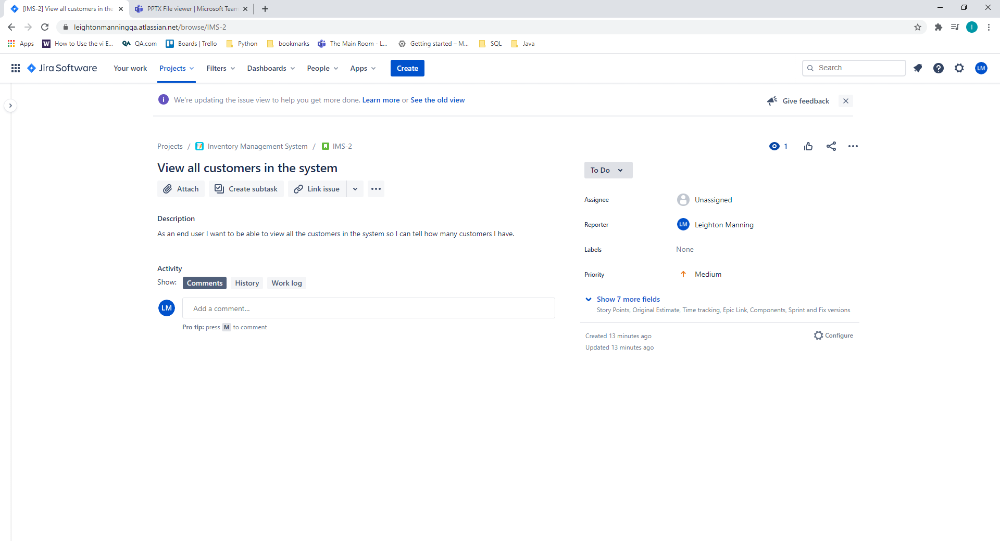 [IMS-2] View all customers in the
PPTX File viewer | Microsoft Team
leightonmanningqa.atlassian.net/browse/IMS-2
I
Apps
W
How to Use the vi E...
QA
QA.com
Boards | Trello
Python
bookmarks
The Main Room - L...
Getting started – M...
SQL
Java
Jira Software
Your work
Projects
Filters
Dashboards
People
Apps
Create
Search
LM
We're updating the issue view to help you get more done. Learn more or See the old view
Give feedback
Projects / Inventory Management System / IMS-2
1
View all customers in the system
To Do
Attach
Create subtask
Link issue
Assignee
Unassigned
Description
As an end user I want to be able to view all the customers in the system so I can tell how many customers I have.
Reporter
LM
Leighton Manning
Labels
None
Priority
Medium
Activity
Show:
Comments
History
Work log
LM
Add a comment...
Pro tip: press M to comment
Show 7 more fields
Story Points, Original Estimate, Time tracking, Epic Link, Components, Sprint and Fix versions
Created 13 minutes ago
Updated 13 minutes ago
Configure